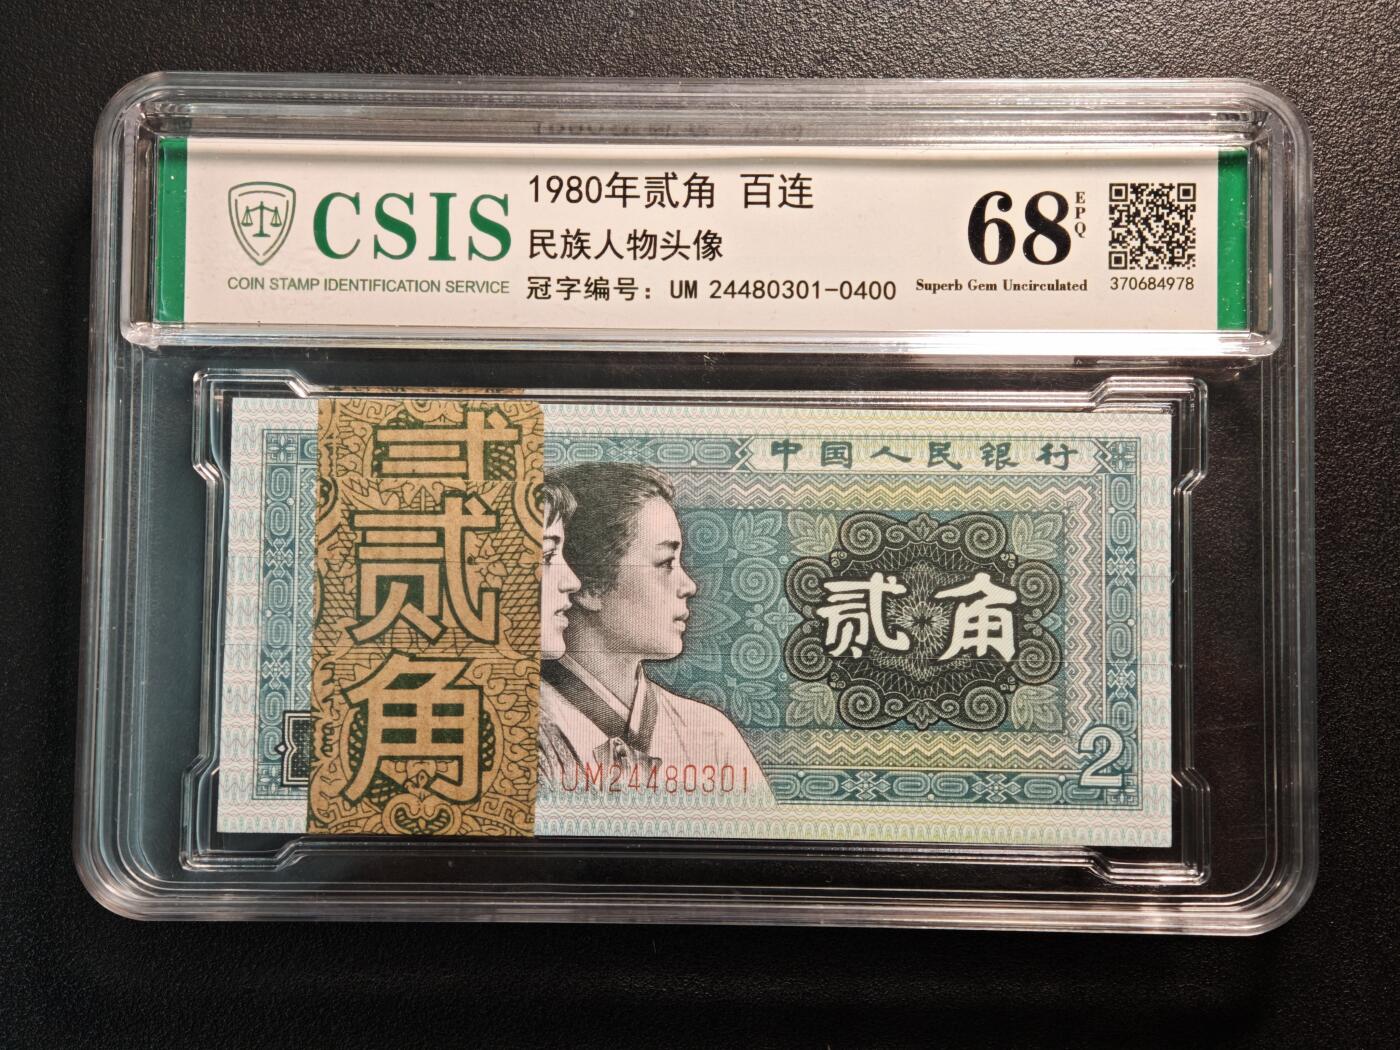 CSIS
COIN STAMP IDENTIFICATION SERVICE
1980年贰角 百连
民族人物头像
冠字编号：UM 24480301-0400
68
EPQ
Superb Gem Uncirculated
370684978
贰角
中国人民银行
贰角
2
UM24480301